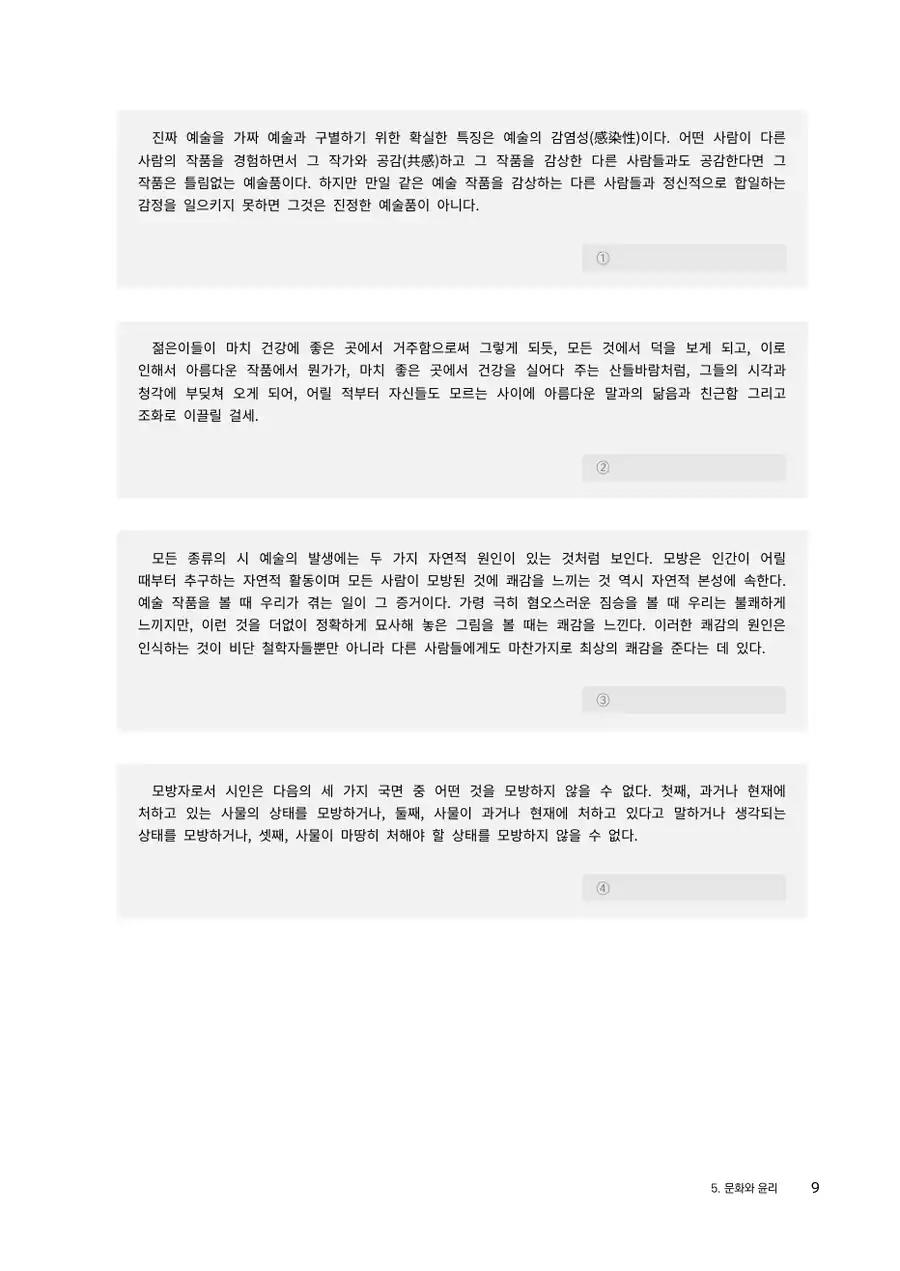 진짜 예술을 가짜 예술과 구별하기 위한 확실한 특징은 예술의 감염성(感染性)이다. 어떤 사람이 다른
사람의 작품을 경험하면서 그 작가와 공감(共感)하고 그 작품을 감상한 다른 사람들과도 공감한다면 그
작품은 틀림없는 예술품이다. 하지만 만일 같은 예술 작품을 감상하는 다른 사람들과 정신적으로 합일하는
감정을 일으키지 못하면 그것은 진정한 예술품이 아니다.
①
젊은이들이 마치 건강에 좋은 곳에서 거주함으로써 그렇게 되듯, 모든 것에서 덕을 보게 되고, 이로
인해서 아름다운 작품에서 뭔가가, 마치 좋은 곳에서 건강을 실어다 주는 산들바람처럼, 그들의 시각과
청각에 부딪쳐 오게 되어, 어릴 적부터 자신들도 모르는 사이에 아름다운 말과의 닮음과 친근함 그리고
조화로 이끌릴 걸세.
②
모든 종류의 시 예술의 발생에는 두 가지 자연적 원인이 있는 것처럼 보인다. 모방은 인간이 어릴
때부터 추구하는 자연적 활동이며 모든 사람이 모방된 것에 쾌감을 느끼는 것 역시 자연적 본성에 속한다.
예술 작품을 볼 때 우리가 겪는 일이 그 증거이다. 가령 극히 혐오스러운 짐승을 볼 때 우리는 불쾌하게
느끼지만, 이런 것을 더없이 정확하게 묘사해 놓은 그림을 볼 때는 쾌감을 느낀다. 이러한 쾌감의 원인은
인식하는 것이 비단 철학자들뿐만 아니라 다른 사람들에게도 마찬가지로 최상의 쾌감을 준다는 데 있다.
③
모방자로서 시인은 다음의 세 가지 국면 중 어떤 것을 모방하지 않을 수 없다. 첫째, 과거나 현재에
처하고 있는 사물의 상태를 모방하거나, 둘째, 사물이 과거나 현재에 처하고 있다고 말하거나 생각되는
상태를 모방하거나, 셋째, 사물이 마땅히 처해야 할 상태를 모방하지 않을 수 없다.
④
5. 문화와 윤리 9